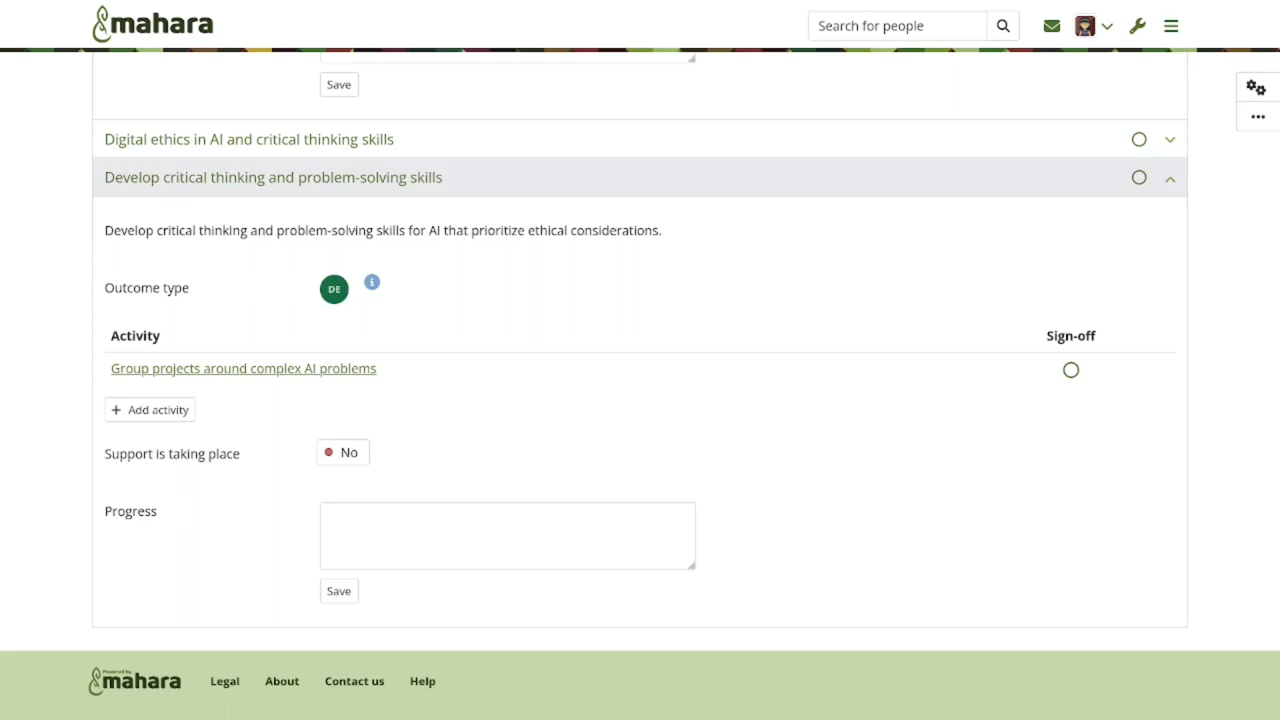 mahara
Search for people
Save
Digital ethics in AI and critical thinking skills
Develop critical thinking and problem-solving skills
Develop critical thinking and problem-solving skills for AI that prioritize ethical considerations.
Outcome type
DE
i
Activity
Sign-off
Group projects around complex AI problems
+ Add activity
Support is taking place
No
Progress
Save
Powered by
mahara
Legal
About
Contact us
Help